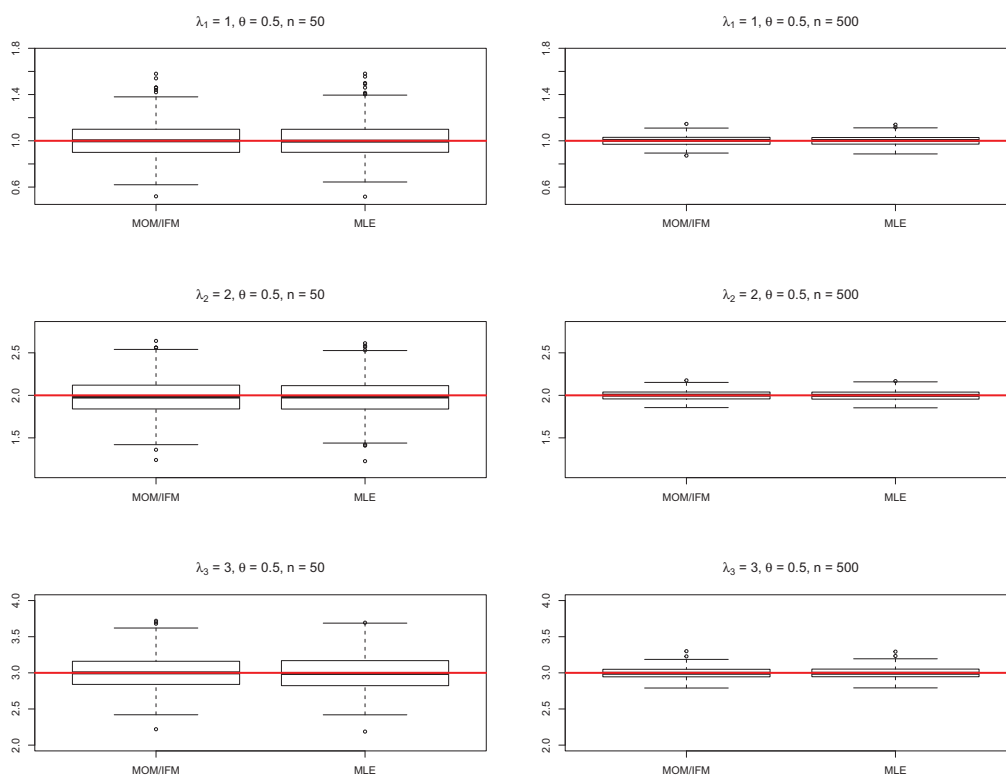 λ1 = 1, θ = 0.5, n = 50
1.8
1.4
1.0
0.6
MOM/IFM MLE
λ1 = 1, θ = 0.5, n = 500
1.8
1.4
1.0
0.6
MOM/IFM MLE
λ2 = 2, θ = 0.5, n = 50
2.5
2.0
1.5
MOM/IFM MLE
λ2 = 2, θ = 0.5, n = 500
2.5
2.0
1.5
MOM/IFM MLE
λ3 = 3, θ = 0.5, n = 50
4.0
3.5
3.0
2.5
2.0
MOM/IFM MLE
λ3 = 3, θ = 0.5, n = 500
4.0
3.5
3.0
2.5
2.0
MOM/IFM MLE